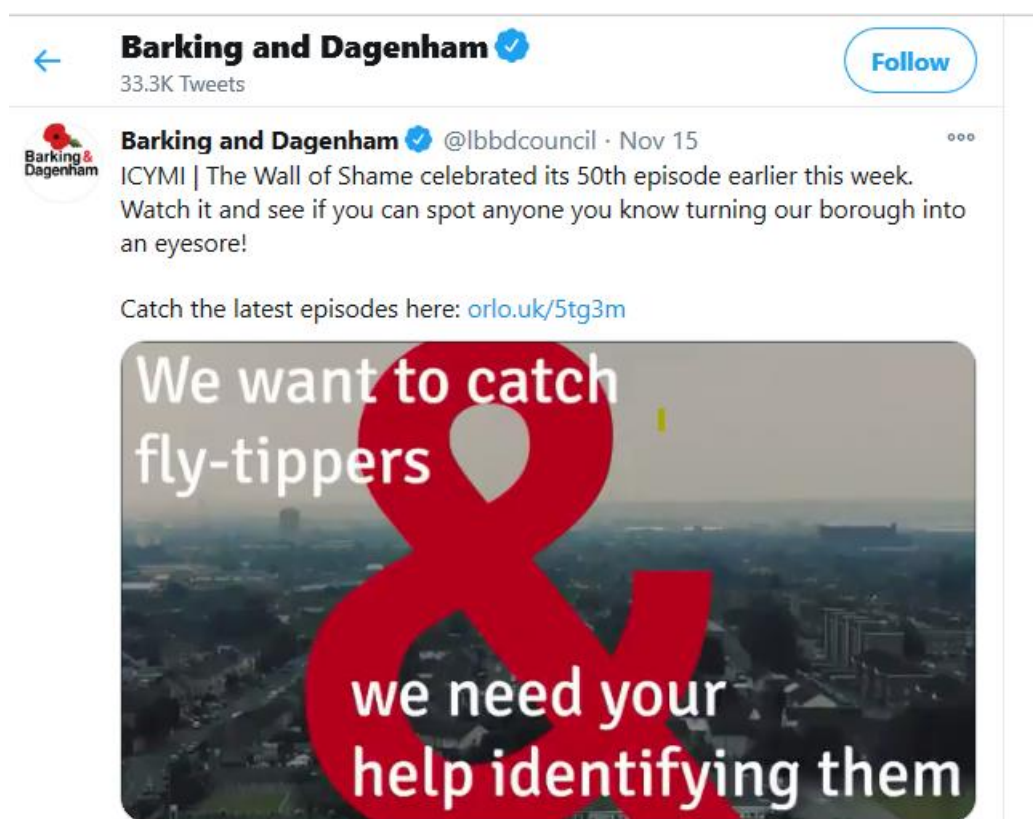 Barking and Dagenham
33.3K Tweets
Follow
Barking & Dagenham
Barking and Dagenham @lbbdcouncil · Nov 15
ICYMI | The Wall of Shame celebrated its 50th episode earlier this week.
Watch it and see if you can spot anyone you know turning our borough into
an eyesore!
Catch the latest episodes here: orlo.uk/5tg3m
We want to catch
fly-tippers
&
we need your
help identifying them